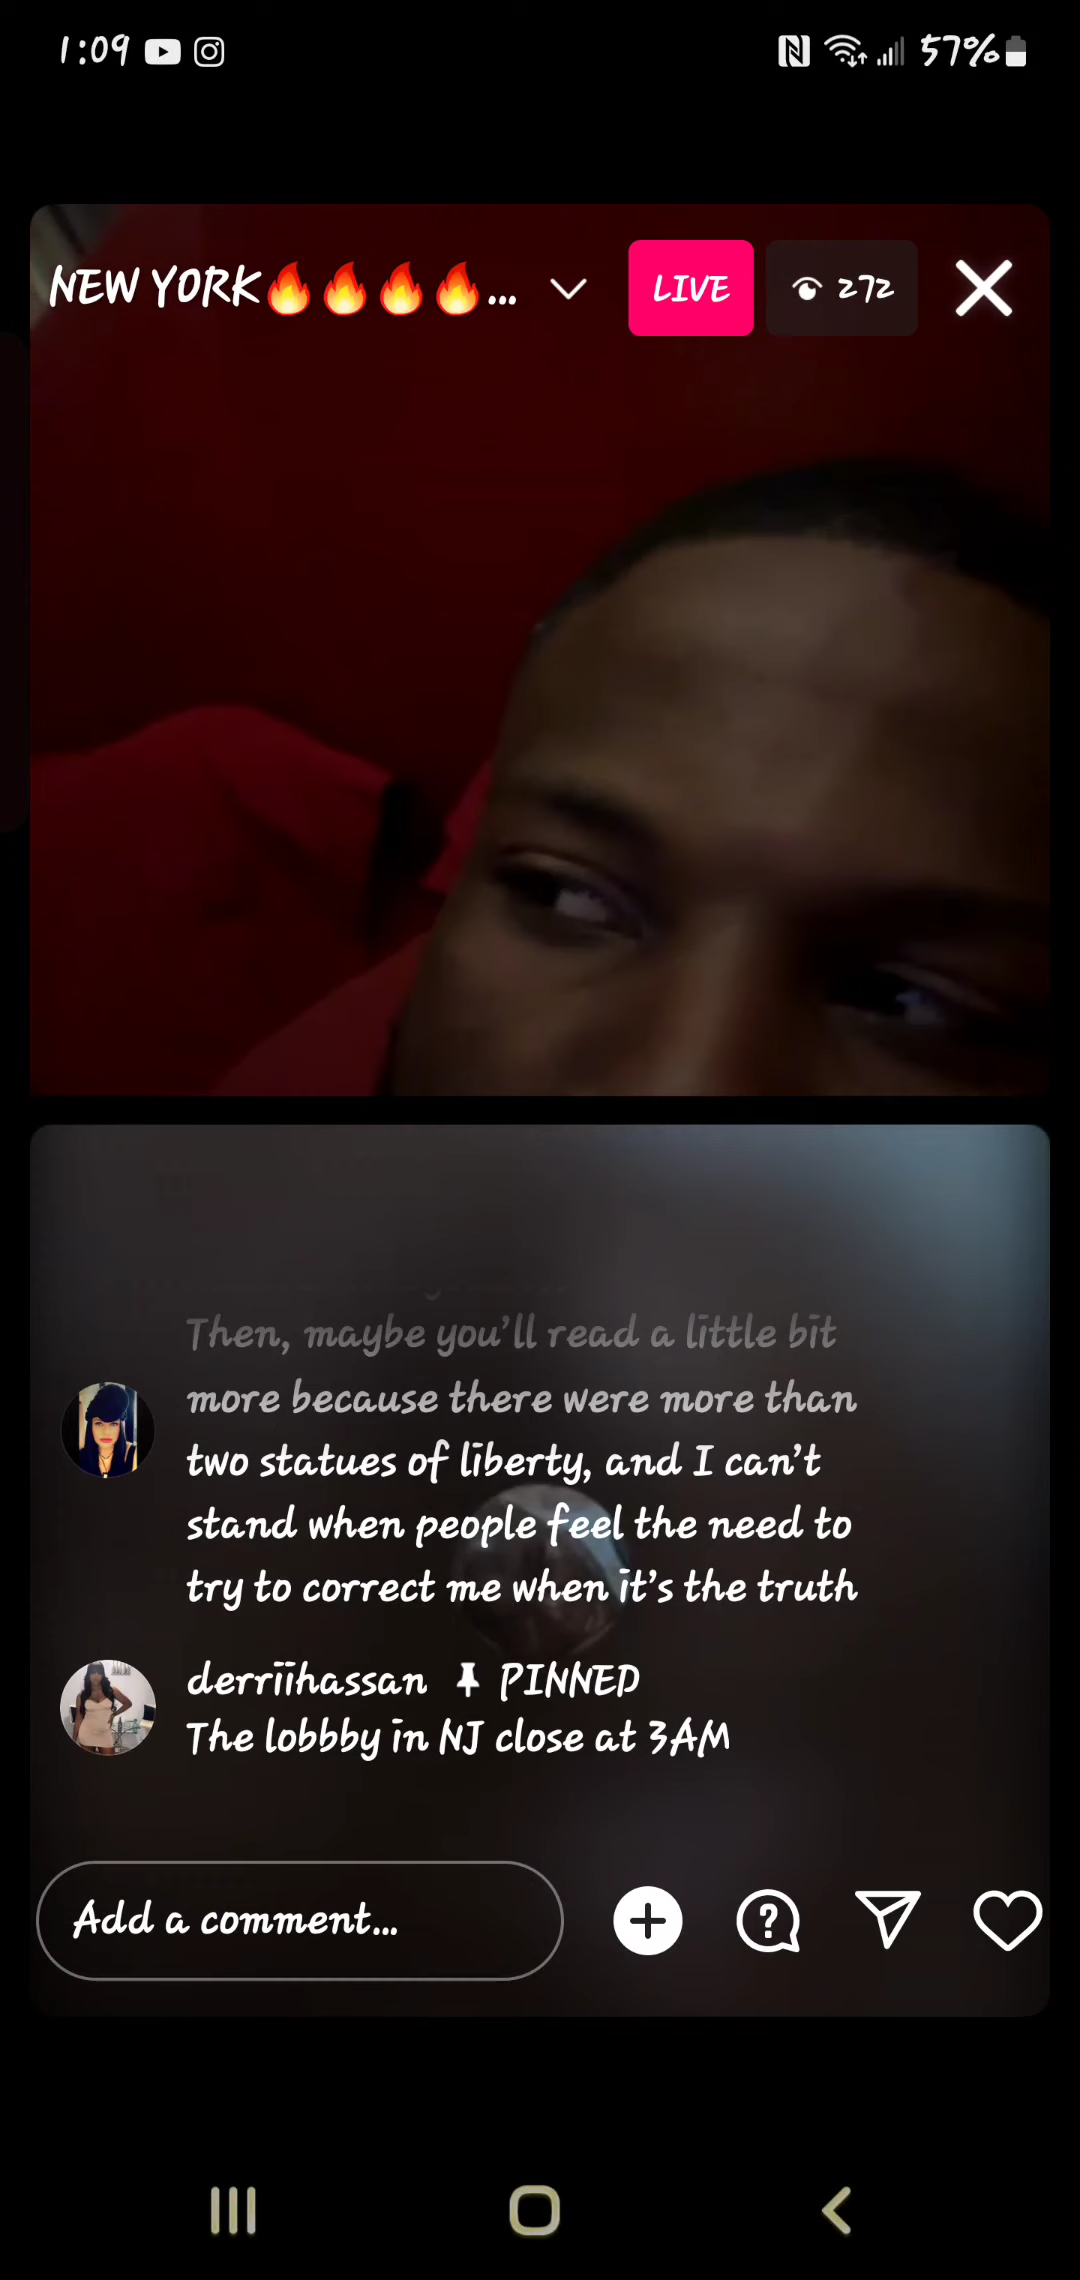 1:09 57%
NEW YORK🔥🔥🔥🔥... LIVE 272
Then, maybe you'll read a little bit
more because there were more than
two statues of liberty, and I can't
stand when people feel the need to
try to correct me when it's the truth
derriihassan PINNED
The lobbby in NJ close at 3AM
Add a comment...